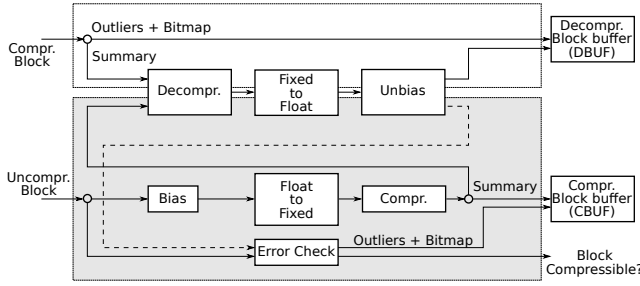 Outliers + Bitmap
Compr.
Block
Summary
Decompr.
Block buffer
(DBUF)
Decompr.
Fixed
to
Float
Unbias
Uncompr.
Block
Bias
Float
to
Fixed
Compr.
Summary
Compr.
Block buffer
(CBUF)
Outliers + Bitmap
Error Check
Block
Compressible?